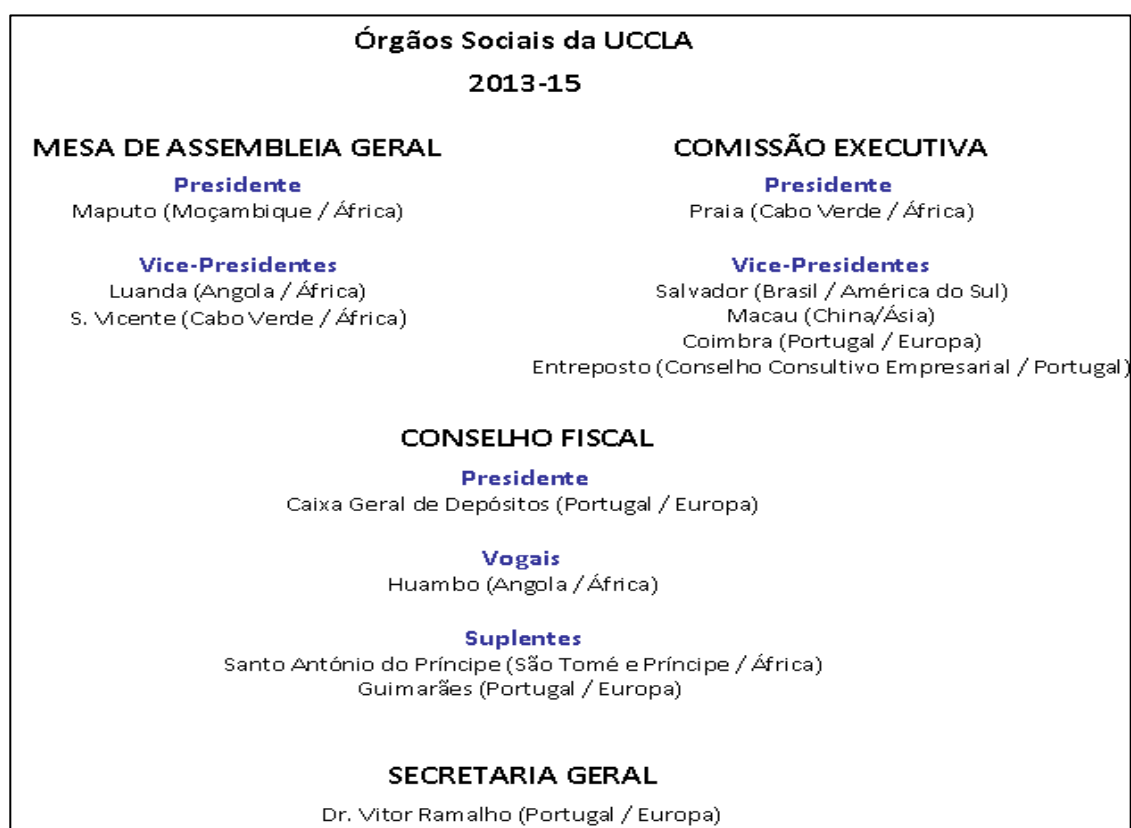 Órgãos Sociais da UCCLA
2013-15
MESA DE ASSEMBLEIA GERAL
Presidente
Maputo (Moçambique / África)
Vice-Presidentes
Luanda (Angola / África)
S. Vicente (Cabo Verde / África)
COMISSÃO EXECUTIVA
Presidente
Praia (Cabo Verde / África)
Vice-Presidentes
Salvador (Brasil / América do Sul)
Macau (China/Ásia)
Coimbra (Portugal / Europa)
Entreposto (Conselho Consultivo Empresarial / Portugal)
CONSELHO FISCAL
Presidente
Caixa Geral de Depósitos (Portugal / Europa)
Vogais
Huambo (Angola / África)
Suplentes
Santo António do Príncipe (São Tomé e Príncipe / África)
Guimarães (Portugal / Europa)
SECRETARIA GERAL
Dr. Vitor Ramalho (Portugal / Europa)